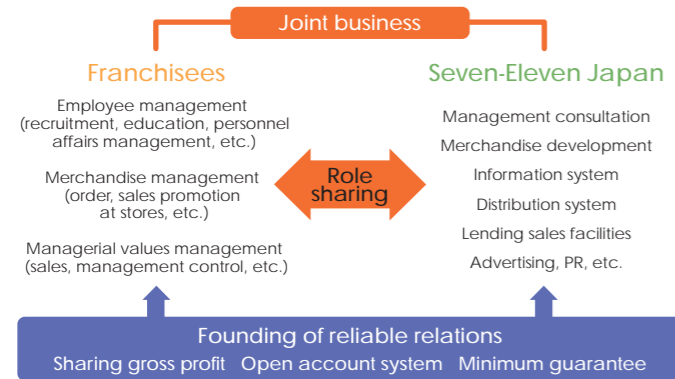 Joint business
Franchisees
Employee management
(recruitment, education, personnel
affairs management, etc.)
Merchandise management
(order, sales promotion
at stores, etc.)
Managerial values management
(sales, management control, etc.)
Role
sharing
Seven-Eleven Japan
Management consultation
Merchandise development
Information system
Distribution system
Lending sales facilities
Advertising, PR, etc.
Founding of reliable relations
Sharing gross profit Open account system Minimum guarantee